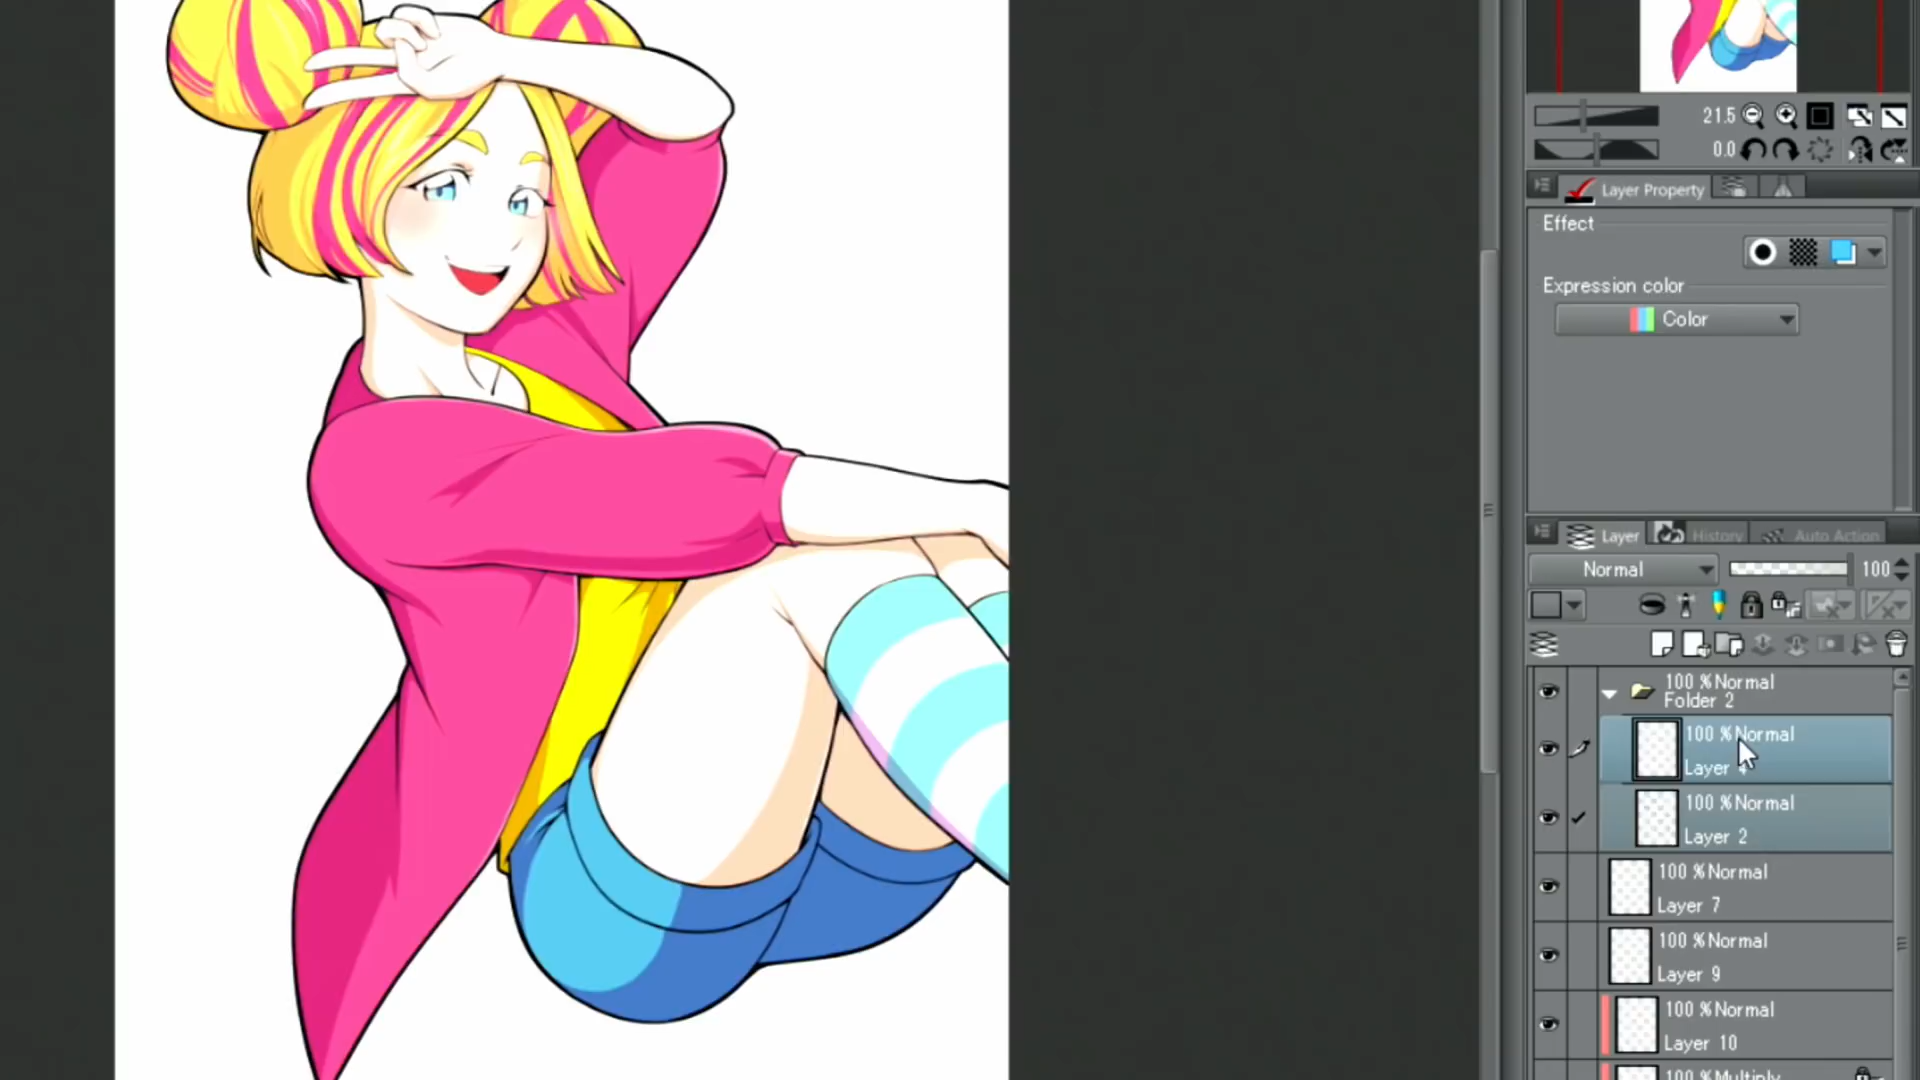 21.5
0.0
Layer Property
Effect
Expression color
Color
Layer
History
Auto Action
Normal
100
100 %Normal
Folder 2
100 %Normal
Layer 4
100 %Normal
Layer 2
100 %Normal
Layer 7
100 %Normal
Layer 9
100 %Normal
Layer 10
100 %Multiply